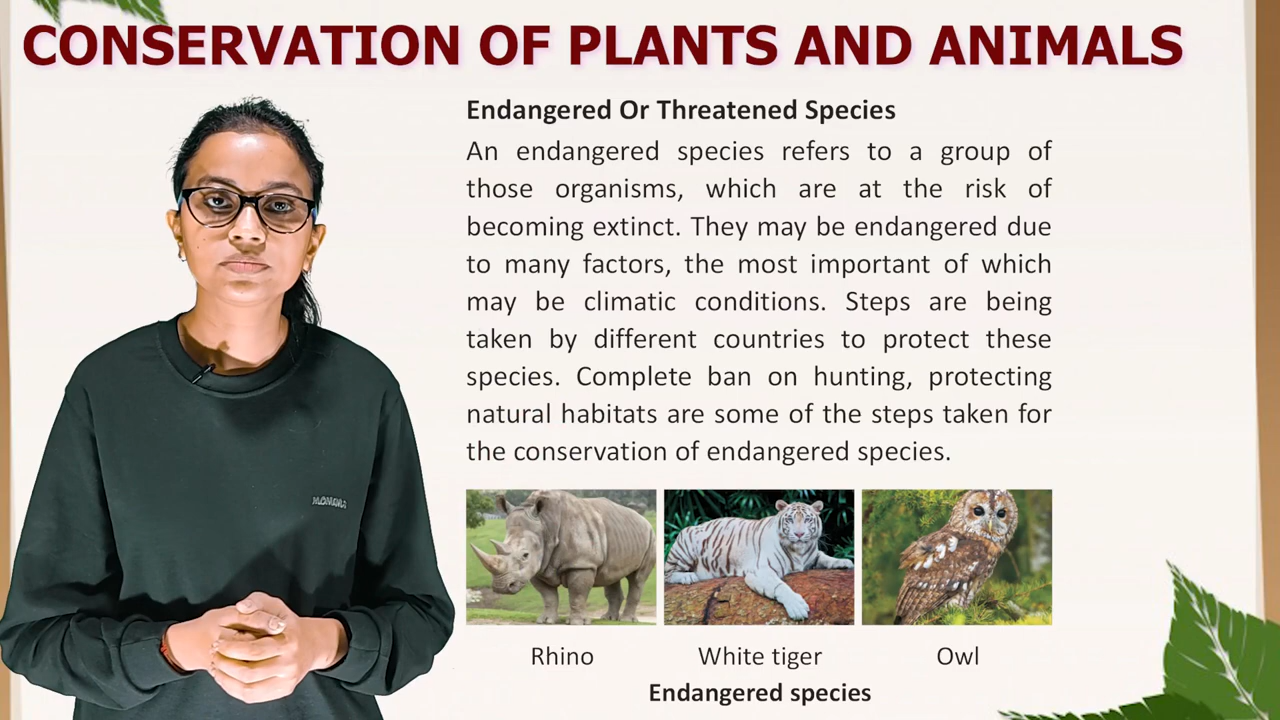 CONSERVATION OF PLANTS AND ANIMALS
Endangered Or Threatened Species
An endangered species refers to a group of
those organisms, which are at the risk of
becoming extinct. They may be endangered due
to many factors, the most important of which
may be climatic conditions. Steps are being
taken by different countries to protect these
species. Complete ban on hunting, protecting
natural habitats are some of the steps taken for
the conservation of endangered species.
Rhino White tiger Owl
Endangered species